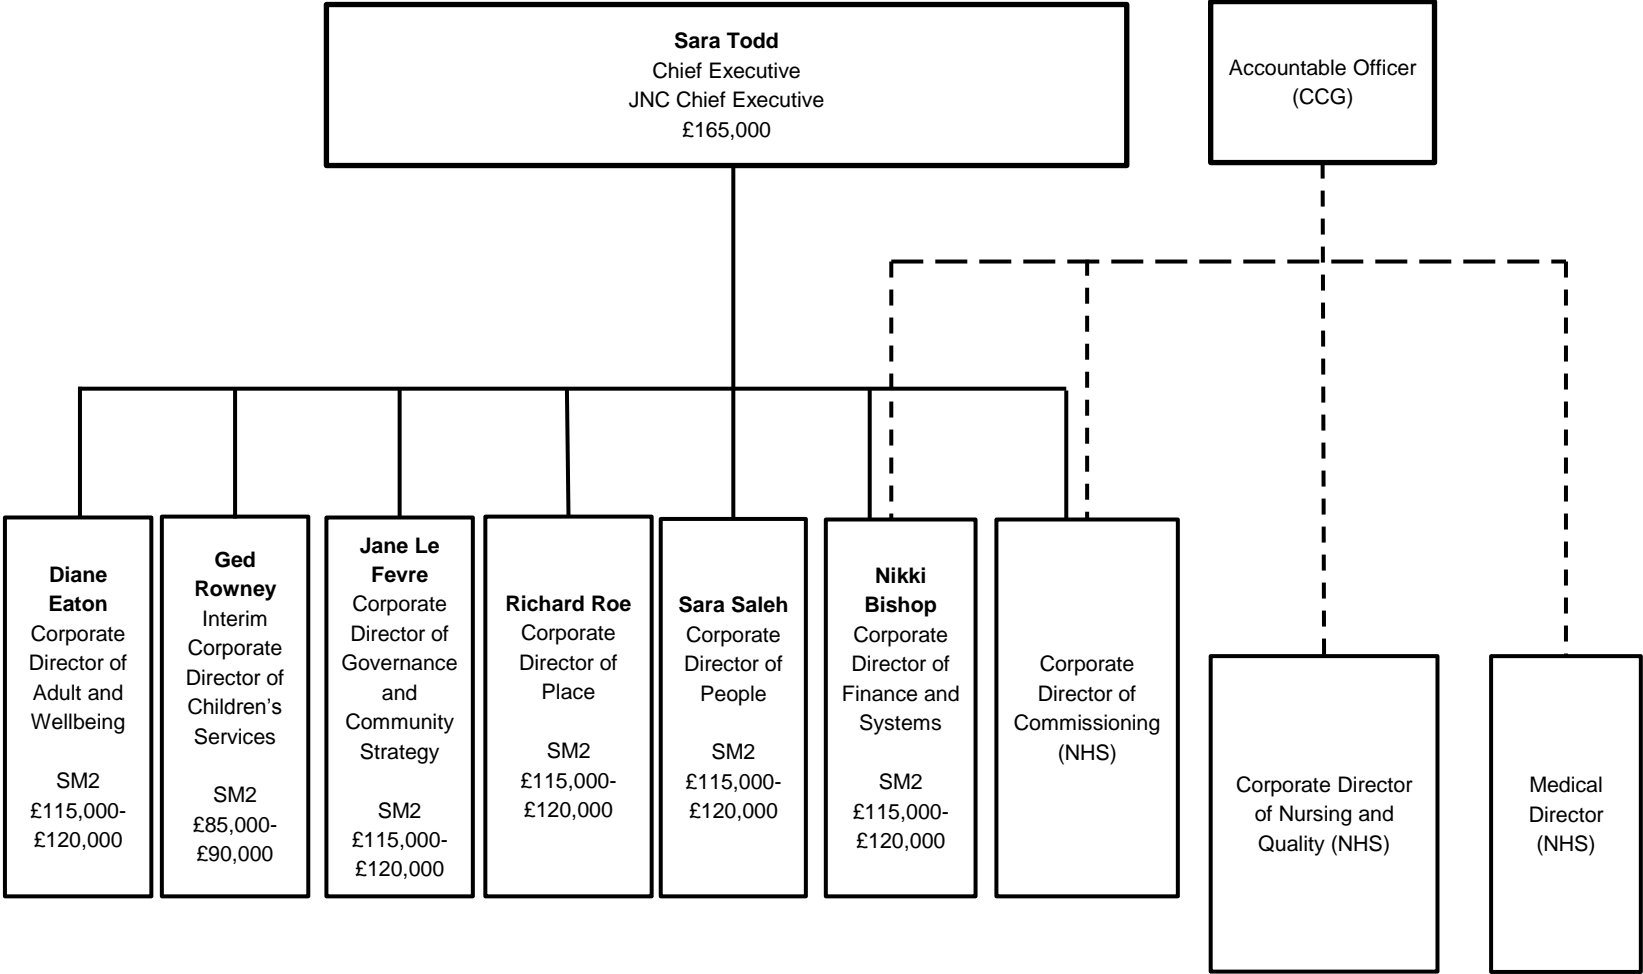 Sara Todd
Chief Executive
JNC Chief Executive
£165,000
Accountable Officer
(CCG)
Diane
Eaton
Corporate
Director of
Adult and
Wellbeing
SM2
£115,000-
£120,000
Ged
Rowney
Interim
Corporate
Director of
Children’s
Services
SM2
£85,000-
£90,000
Jane Le
Fevre
Corporate
Director of
Governance
and
Community
Strategy
SM2
£115,000-
£120,000
Richard Roe
Corporate
Director of
Place
SM2
£115,000-
£120,000
Sara Saleh
Corporate
Director of
People
SM2
£115,000-
£120,000
Nikki
Bishop
Corporate
Director of
Finance and
Systems
SM2
£115,000-
£120,000
Corporate
Director of
Commissioning
(NHS)
Corporate Director
of Nursing and
Quality (NHS)
Medical
Director
(NHS)